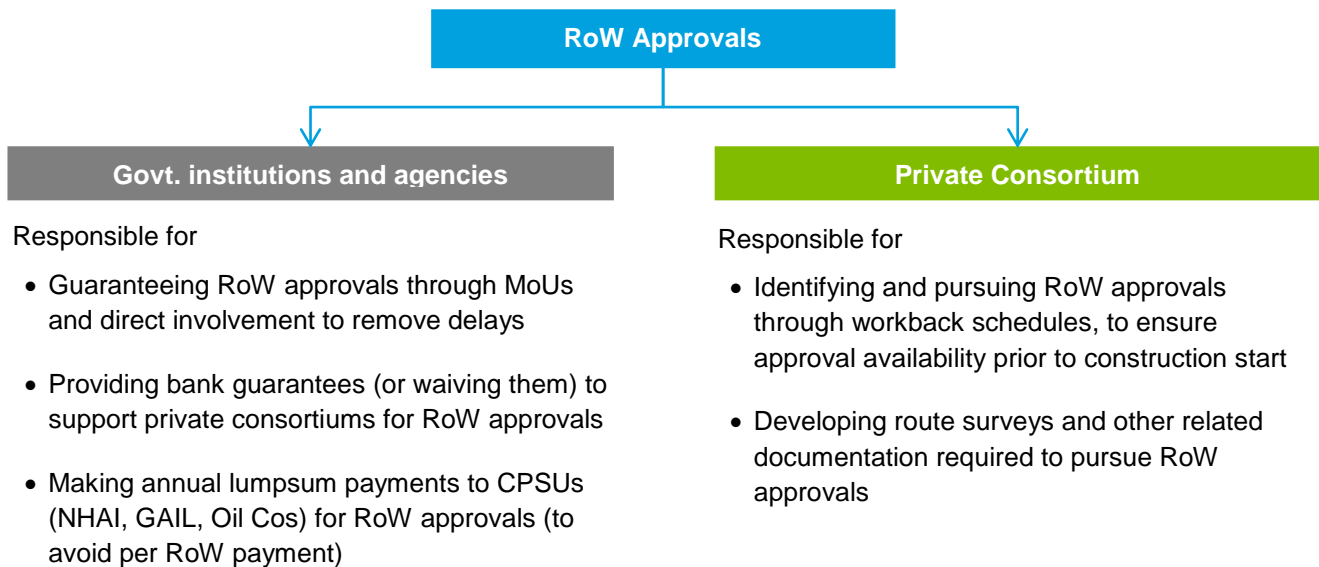 RoW Approvals
Govt. institutions and agencies
Responsible for
• Guaranteeing RoW approvals through MoUs
and direct involvement to remove delays
• Providing bank guarantees (or waiving them) to
support private consortiums for RoW approvals
• Making annual lumpsum payments to CPSUs
(NHAI, GAIL, Oil Cos) for RoW approvals (to
avoid per RoW payment)
Private Consortium
Responsible for
• Identifying and pursuing RoW approvals
through workback schedules, to ensure
approval availability prior to construction start
• Developing route surveys and other related
documentation required to pursue RoW
approvals